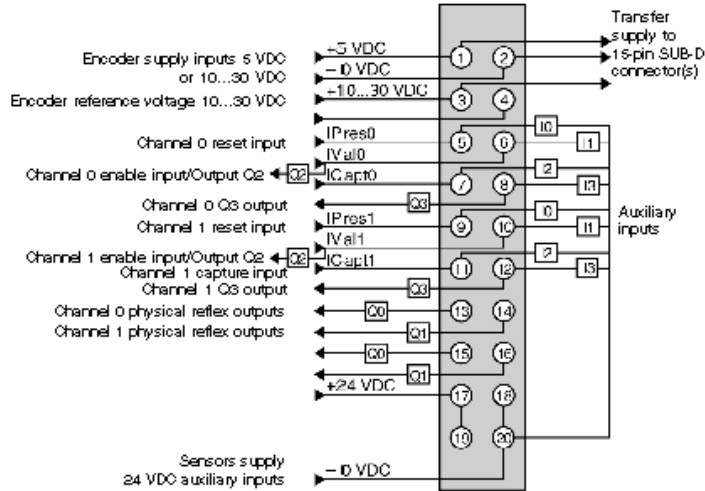 Transfer
supply to
15-pin SUB-D
connector(s)
+5 VDC
1
2
Encoder supply inputs 5 VDC
or 10...30 VDC
–0 VDC
+10...30 VDC
3
4
Encoder reference voltage 10...30 VDC
I0
Channel 0 reset input
IPres0
5
6
I1
IVal0
I2
Channel 0 enable input/Output Q2
Q2
ICapt0
7
8
I3
Channel 0 Q3 output
Q3
I0
Channel 1 reset input
IPres1
9
10
I1
Auxiliary
inputs
IVal1
I2
Channel 1 enable input/Output Q2
Q2
ICapt1
Channel 1 capture input
11
12
I3
Channel 1 Q3 output
Q3
Channel 0 physical reflex outputs
Q0
13
14
Channel 1 physical reflex outputs
Q1
Q0
15
16
Q1
+24 VDC
17
18
19
20
Sensors supply
24 VDC auxiliary inputs
–0 VDC